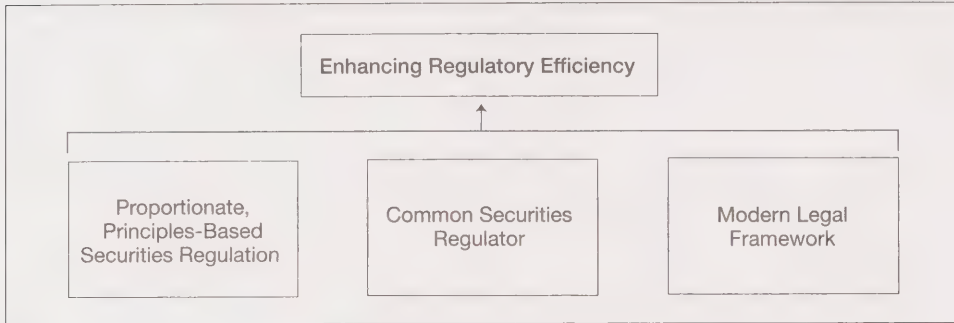 Enhancing Regulatory Efficiency
Proportionate,
Principles-Based
Securities Regulation
Common Securities
Regulator
Modern Legal
Framework